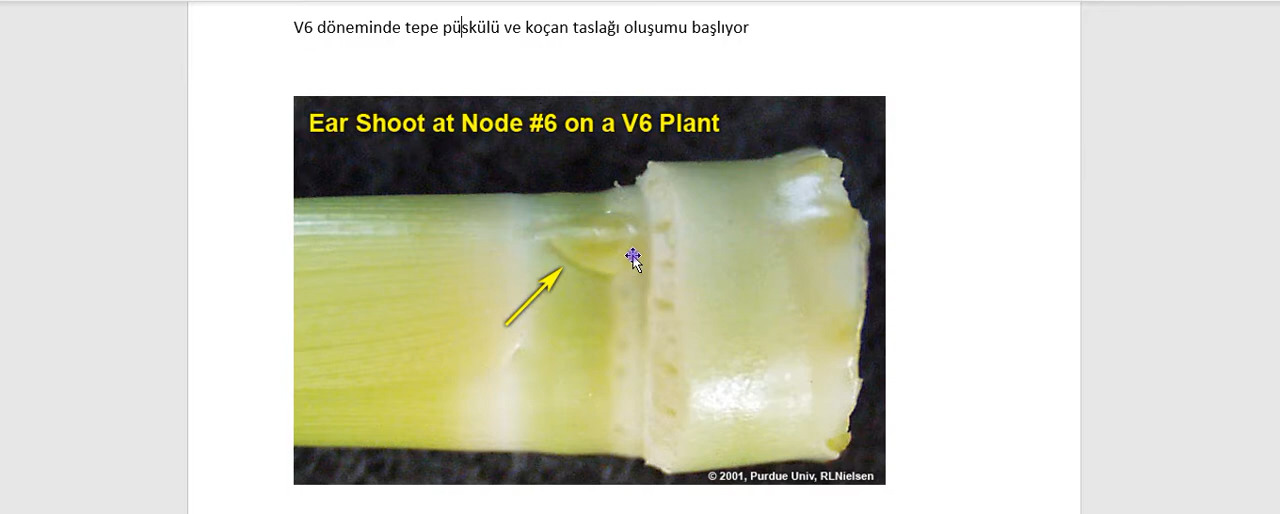 V6 döneminde tepe püskülü ve koçan taslağı oluşumu başlıyor
Ear Shoot at Node #6 on a V6 Plant
© 2001, Purdue Univ, RLNielsen